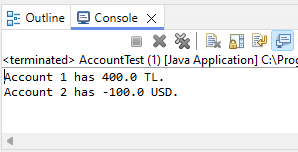 Outline Console
<terminated> AccountTest (1) [Java Application] C:\Prog
Account 1 has 400.0 TL.
Account 2 has -100.0 USD.